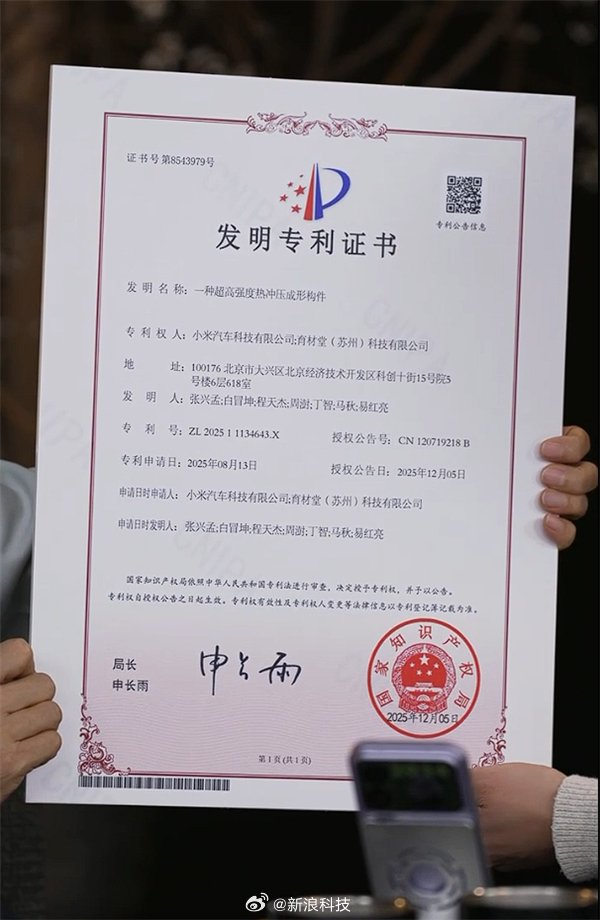 证书号第8543979号
专利公告信息
发明专利证书
发明名称：一种超高强度热冲压成形构件
专利权人：小米汽车科技有限公司;育材堂（苏州）科技有限公司
地址：100176 北京市大兴区北京经济技术开发区科创十街15号院5
号楼6层618室
发明人：张兴孟;白冒坤;程天杰;周澍;丁智;马秋;易红亮
专利号：ZL 2025 1 1134643.X 授权公告号：CN 120719218 B
专利申请日：2025年08月13日 授权公告日：2025年12月05日
申请日时申请人：小米汽车科技有限公司;育材堂（苏州）科技有限公司
申请日时发明人：张兴孟;白冒坤;程天杰;周澍;丁智;马秋;易红亮
国家知识产权局依照中华人民共和国专利法进行审查，决定授予专利权，并予以公告。
专利权自授权公告之日起生效。专利权有效性及专利权人变更等法律信息以专利登记簿记载为准。
局长
申长雨
申长雨
国家知识产权局
2025年12月05日
第1页(共1页)
@新浪科技